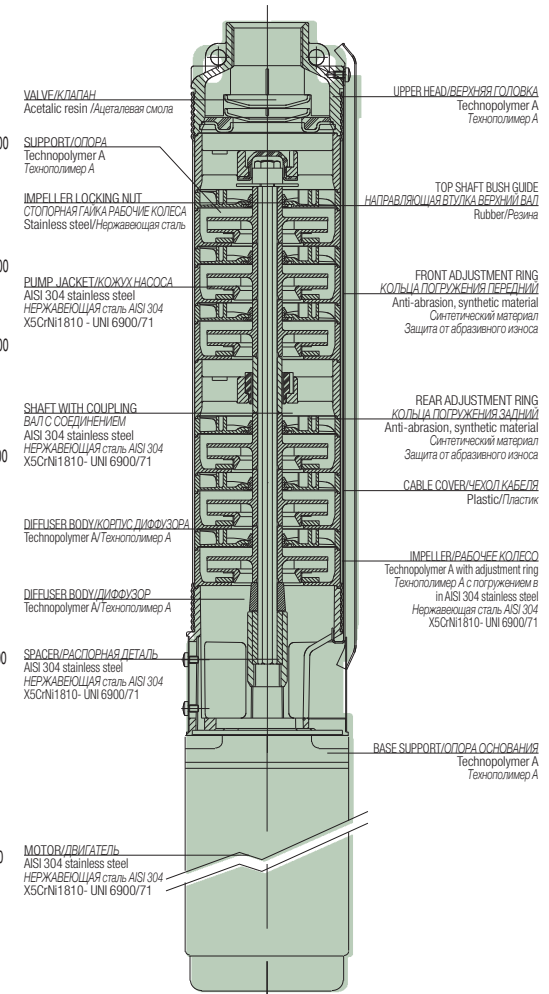 VALVE/КЛАПАН
Acetalic resin /Ацеталевая смола
00
SUPPORT/ОПОРА
Technopolymer A
Технополимер А
IMPELLER LOCKING NUT
СТОПОРНАЯ ГАЙКА РАБОЧИЕ КОЛЕСА
Stainless steel/Нержавеющая сталь
00
PUMP JACKET/КОЖУХ НАСОСА
AISI 304 stainless steel
НЕРЖАВЕЮЩАЯ сталь AISI 304
X5CrNi1810 - UNI 6900/71
00
SHAFT WITH COUPLING
ВАЛ С СОЕДИНЕНИЕМ
AISI 304 stainless steel
НЕРЖАВЕЮЩАЯ сталь AISI 304
X5CrNi1810- UNI 6900/71
00
DIFFUSER BODY/КОРПУС ДИФФУЗОРА
Technopolymer A/Технополимер А
DIFFUSER BODY/ДИФФУЗОР
Technopolymer A/Технополимер А
00
SPACER/РАСПОРНАЯ ДЕТАЛЬ
AISI 304 stainless steel
НЕРЖАВЕЮЩАЯ сталь AISI 304
X5CrNi1810- UNI 6900/71
0
MOTOR/ДВИГАТЕЛЬ
AISI 304 stainless steel
НЕРЖАВЕЮЩАЯ сталь AISI 304
X5CrNi1810- UNI 6900/71
UPPER HEAD/ВЕРХНЯЯ ГОЛОВКА
Technopolymer A
Технополимер А
TOP SHAFT BUSH GUIDE
НАПРАВЛЯЮЩАЯ ВТУЛКА ВЕРХНИЙ ВАЛ
Rubber/Резина
FRONT ADJUSTMENT RING
КОЛЬЦА ПОГРУЖЕНИЯ ПЕРЕДНИЙ
Anti-abrasion, synthetic material
Синтетический материал
Защита от абразивного износа
REAR ADJUSTMENT RING
КОЛЬЦА ПОГРУЖЕНИЯ ЗАДНИЙ
Anti-abrasion, synthetic material
Синтетический материал
Защита от абразивного износа
CABLE COVER/ЧЕХОЛ КАБЕЛЯ
Plastic/Пластик
IMPELLER/РАБОЧЕЕ КОЛЕСО
Technopolymer A with adjustment ring
Технополимер А с погружением в
in AISI 304 stainless steel
Нержавеющая сталь AISI 304
X5CrNi1810- UNI 6900/71
BASE SUPPORT/ОПОРА ОСНОВАНИЯ
Technopolymer A
Технополимер А